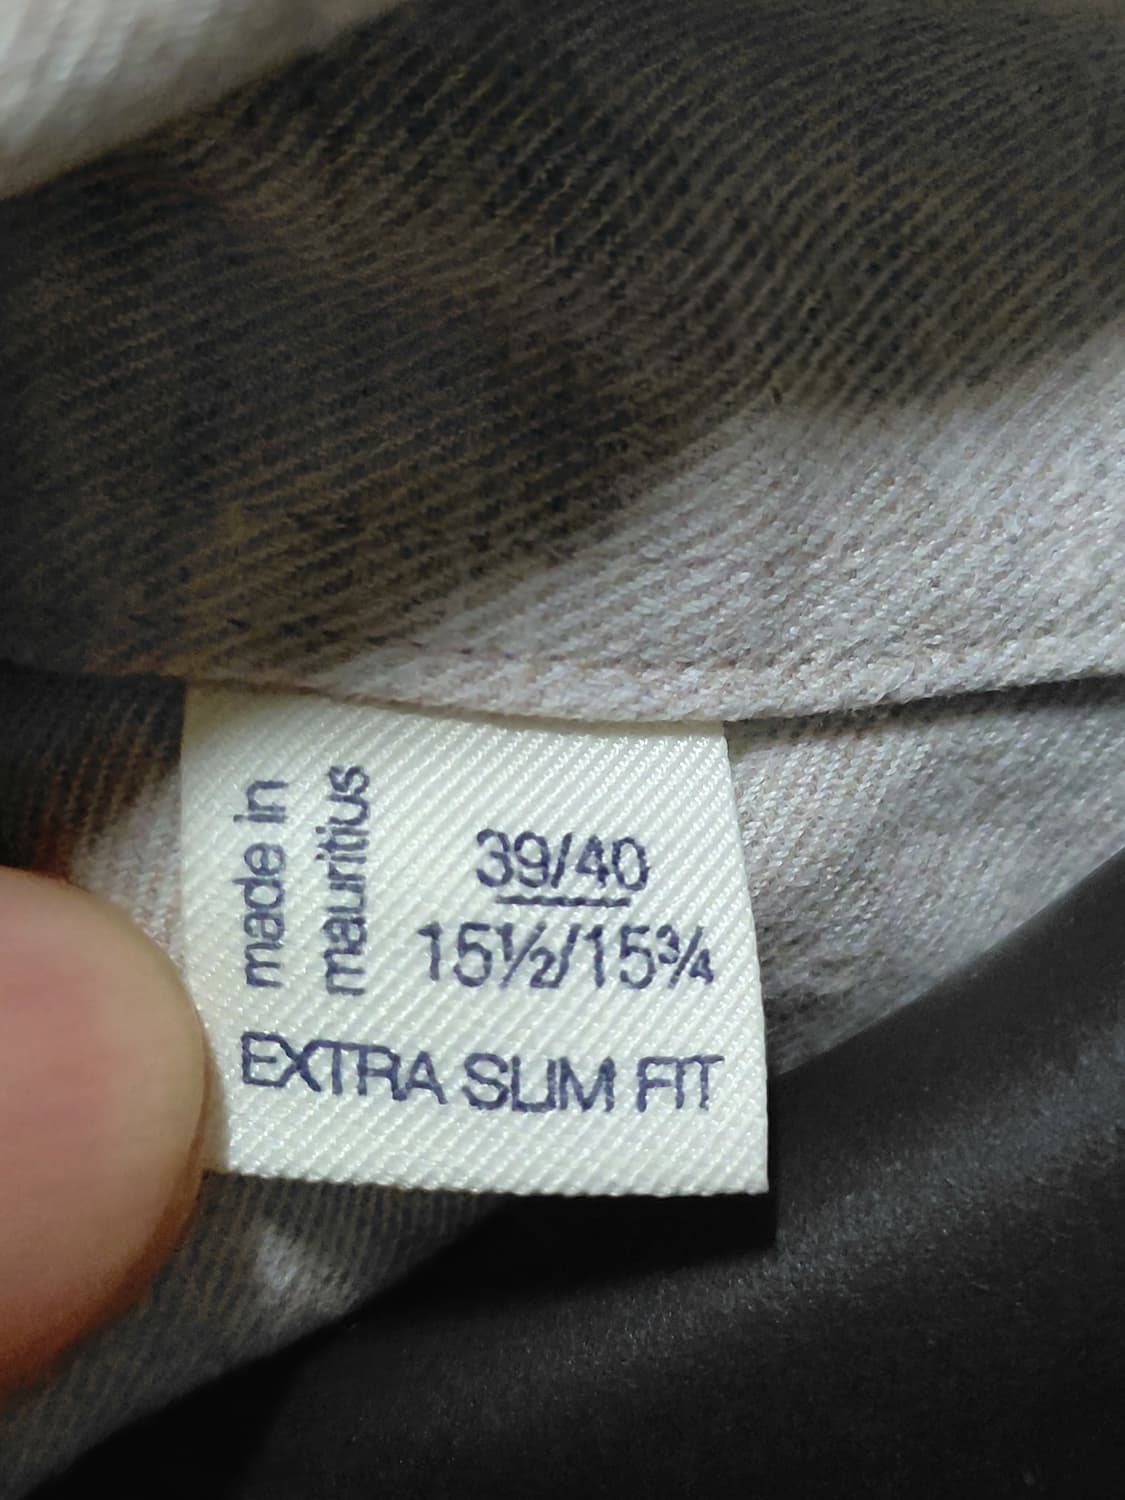 made in
mauritius
39/40
15½/15¾
EXTRA SLIM FIT